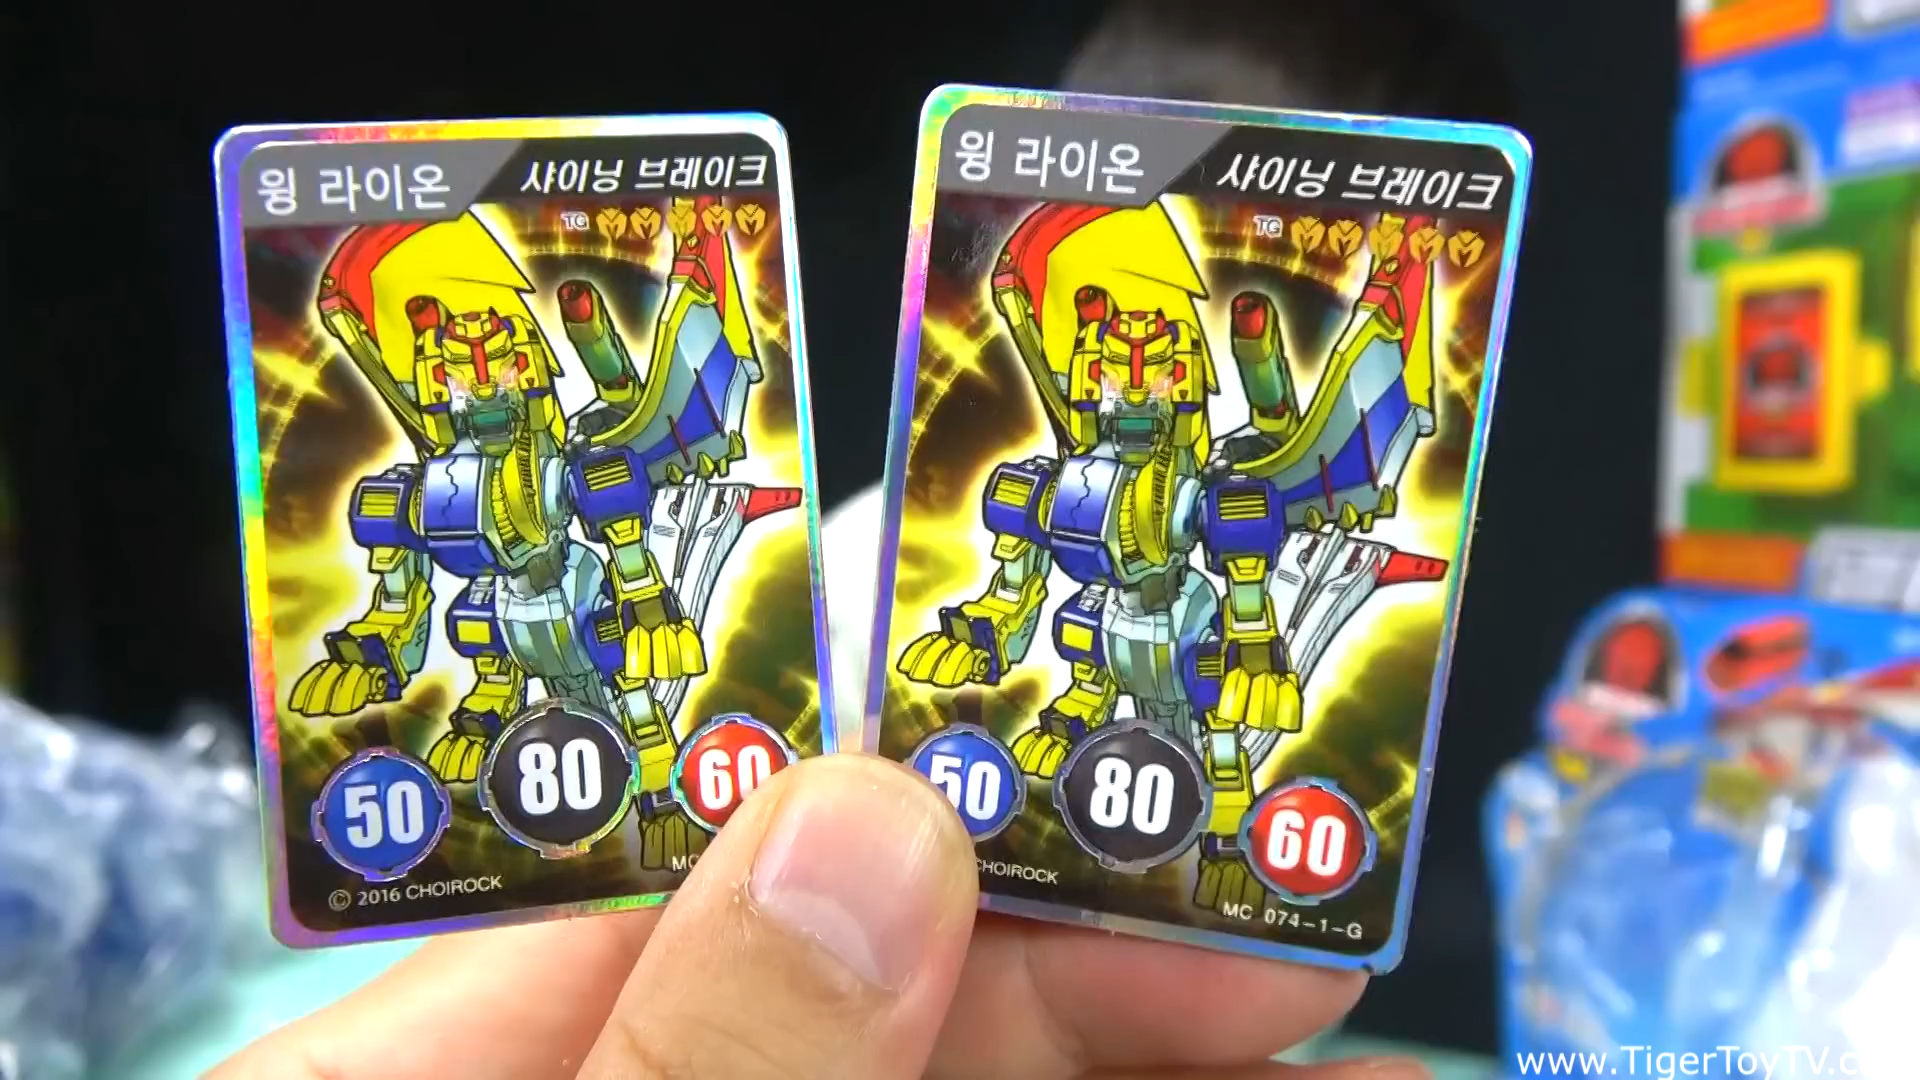 윙 라이온
샤이닝 브레이크
TG
50
80
60
© 2016 CHOIROCK
MC
윙 라이온
샤이닝 브레이크
TG
50
80
60
CHOIROCK
MC 074-1-G
www.TigerToyTV.c